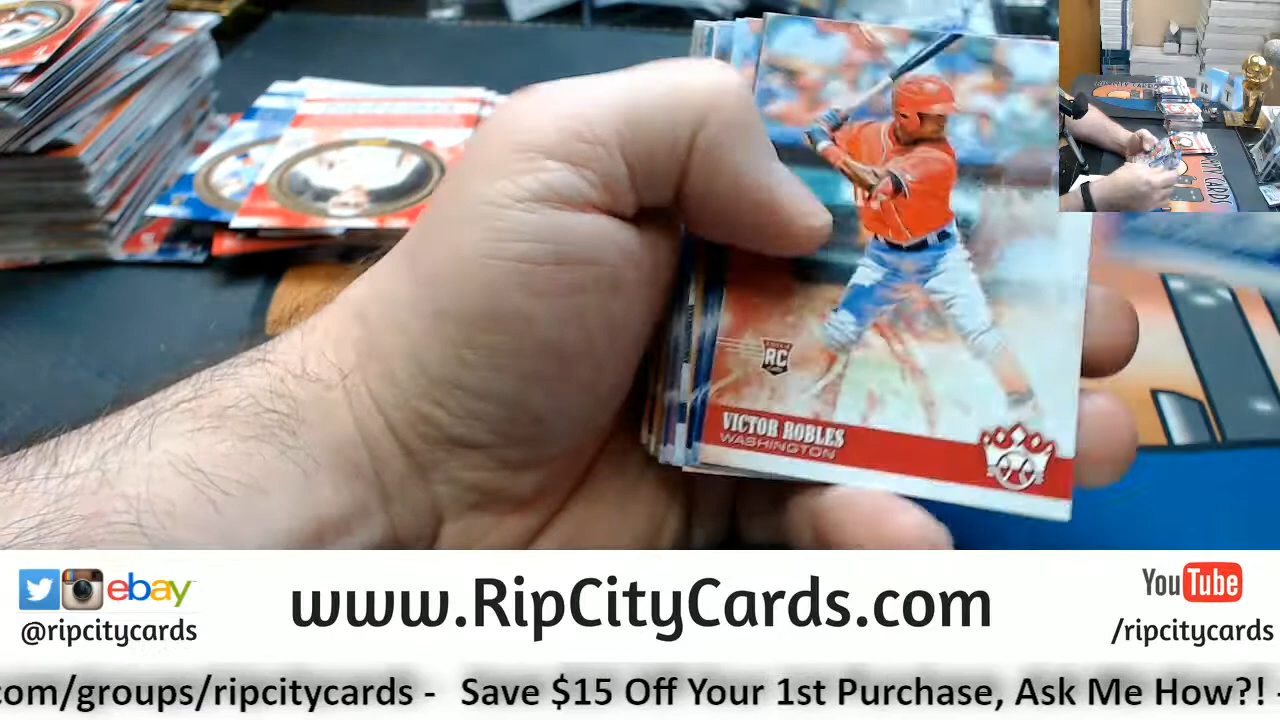 RC
VICTOR ROBLES
WASHINGTON
ebay
@ripcitycards
www.RipCityCards.com
YouTube
/ripcitycards
com/groups/ripcitycards - Save $15 Off Your 1st Purchase, Ask Me How?! -